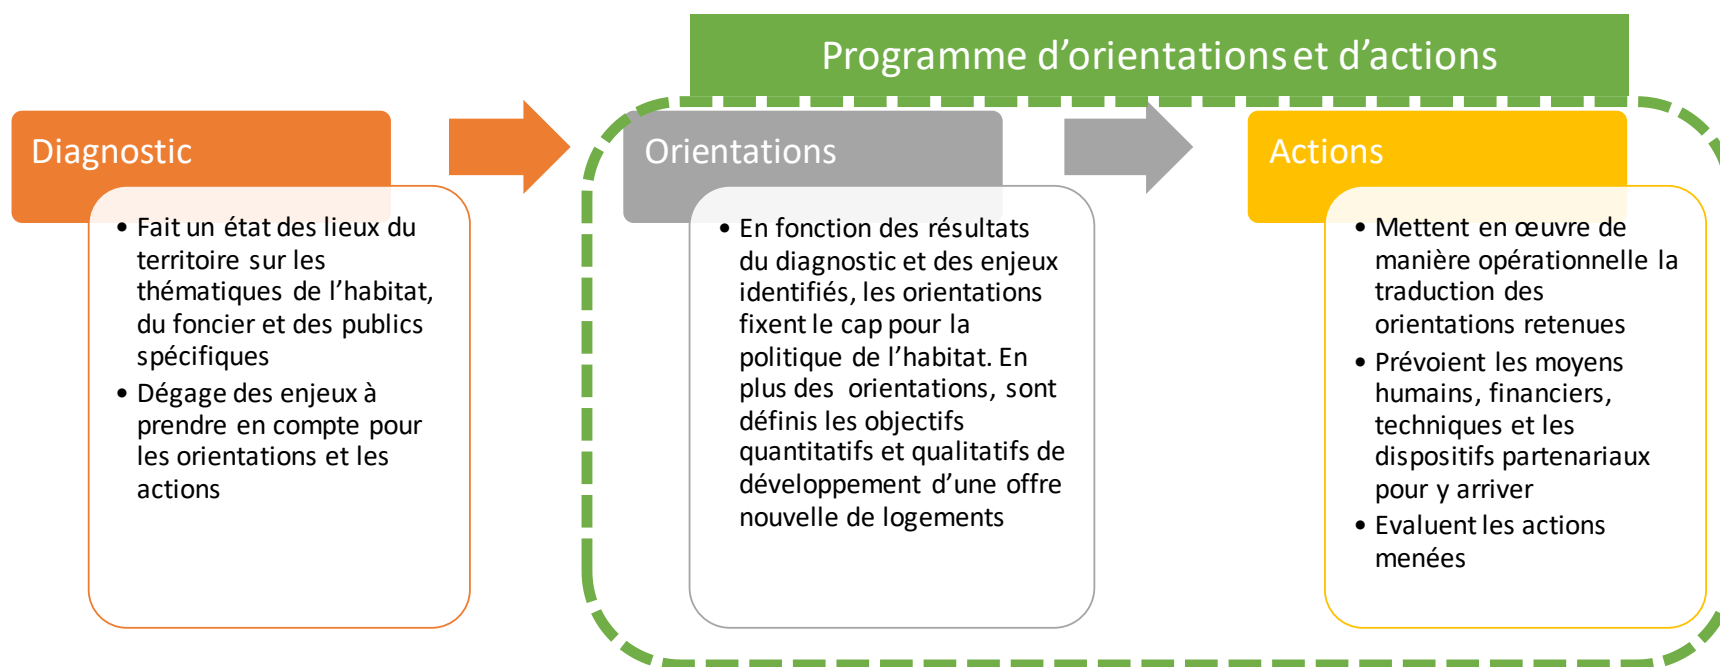 Programme d’orientations et d’actions
Diagnostic
• Fait un état des lieux du
territoire sur les
thématiques de l’habitat,
du foncier et des publics
spécifiques
• Dégage des enjeux à
prendre en compte pour
les orientations et les
actions
Orientations
• En fonction des résultats
du diagnostic et des enjeux
identifiés, les orientations
fixent le cap pour la
politique de l’habitat. En
plus des orientations, sont
définis les objectifs
quantitatifs et qualitatifs de
développement d’une offre
nouvelle de logements
Actions
• Mettent en œuvre de
manière opérationnelle la
traduction des
orientations retenues
• Prévoient les moyens
humains, financiers,
techniques et les
dispositifs partenariaux
pour y arriver
• Evaluent les actions
menées